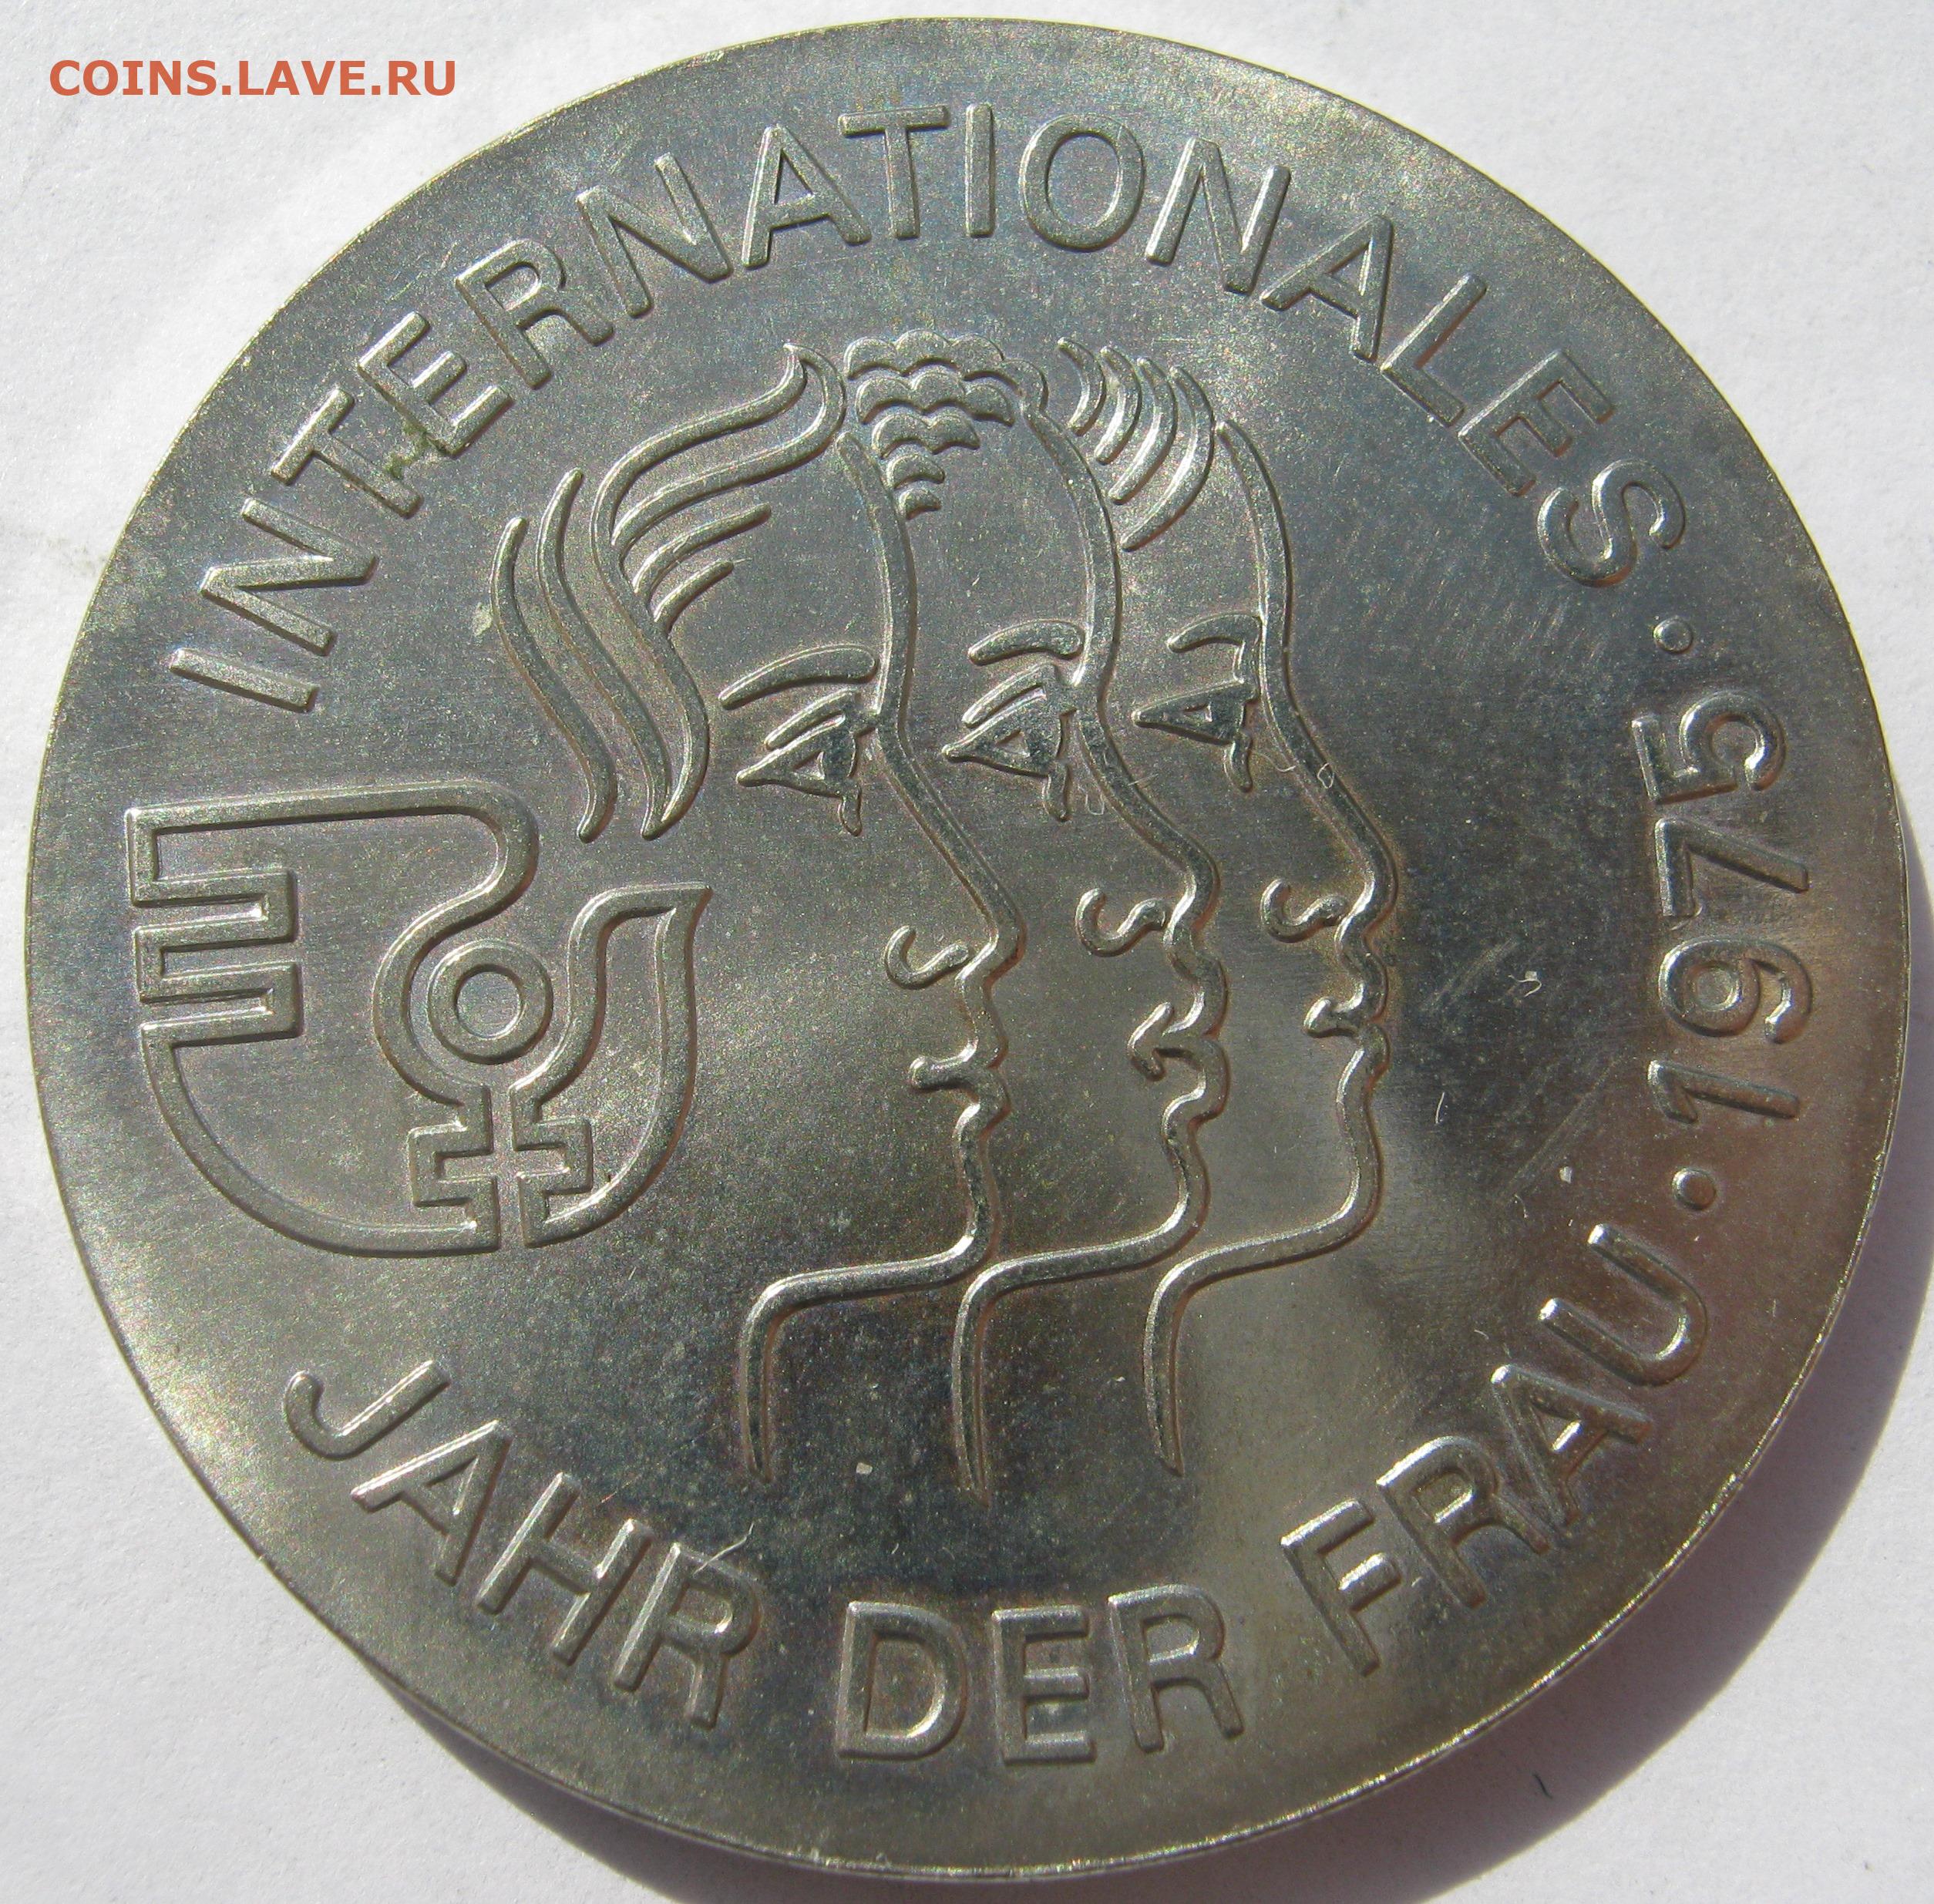 COINS.LAVE.RU
INTERNATIONALES · 1975 ·
JAHR DER FRAU